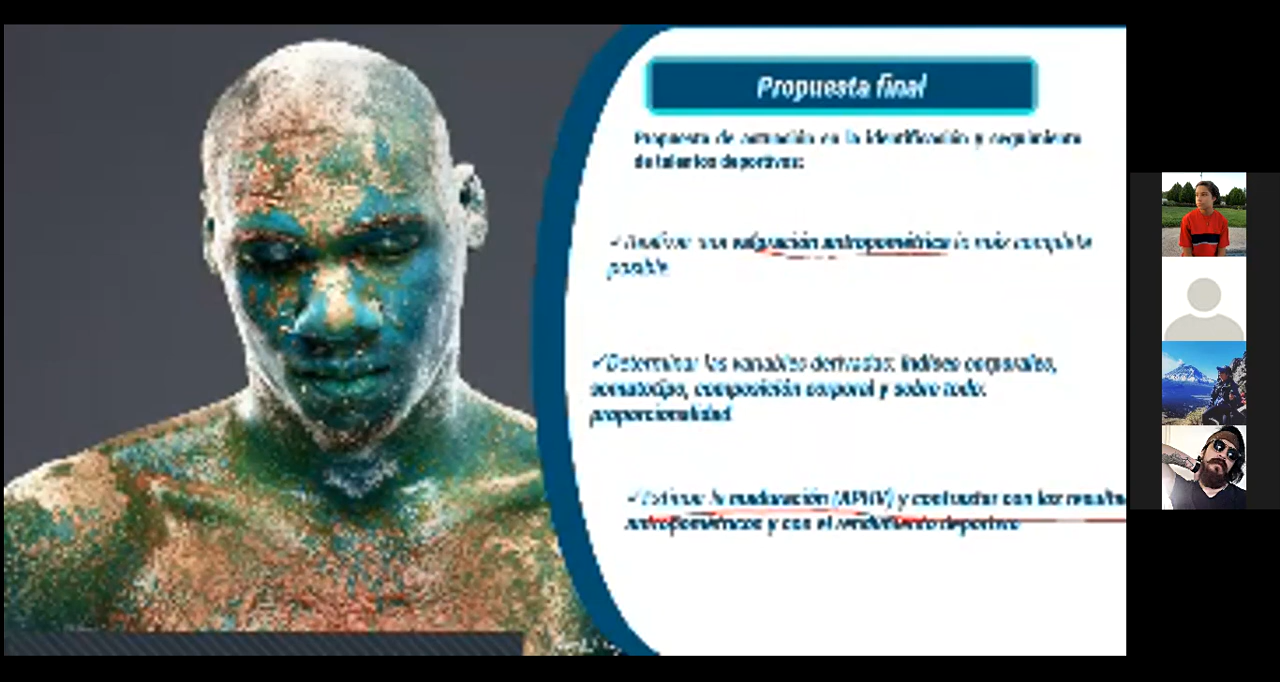 Propuesta final
Propuesta de actuación en la identificación y seguimiento
de talentos deportivos:
✓Realizar una valoración antropométrica lo más completa
posible
✓Determinar las variables derivadas: índices corporales,
somatotipo, composición corporal y sobre todo:
proporcionalidad
✓Estimar la maduración (APHV) y contrastar con los
antropométricos y con el rendimiento deportivo